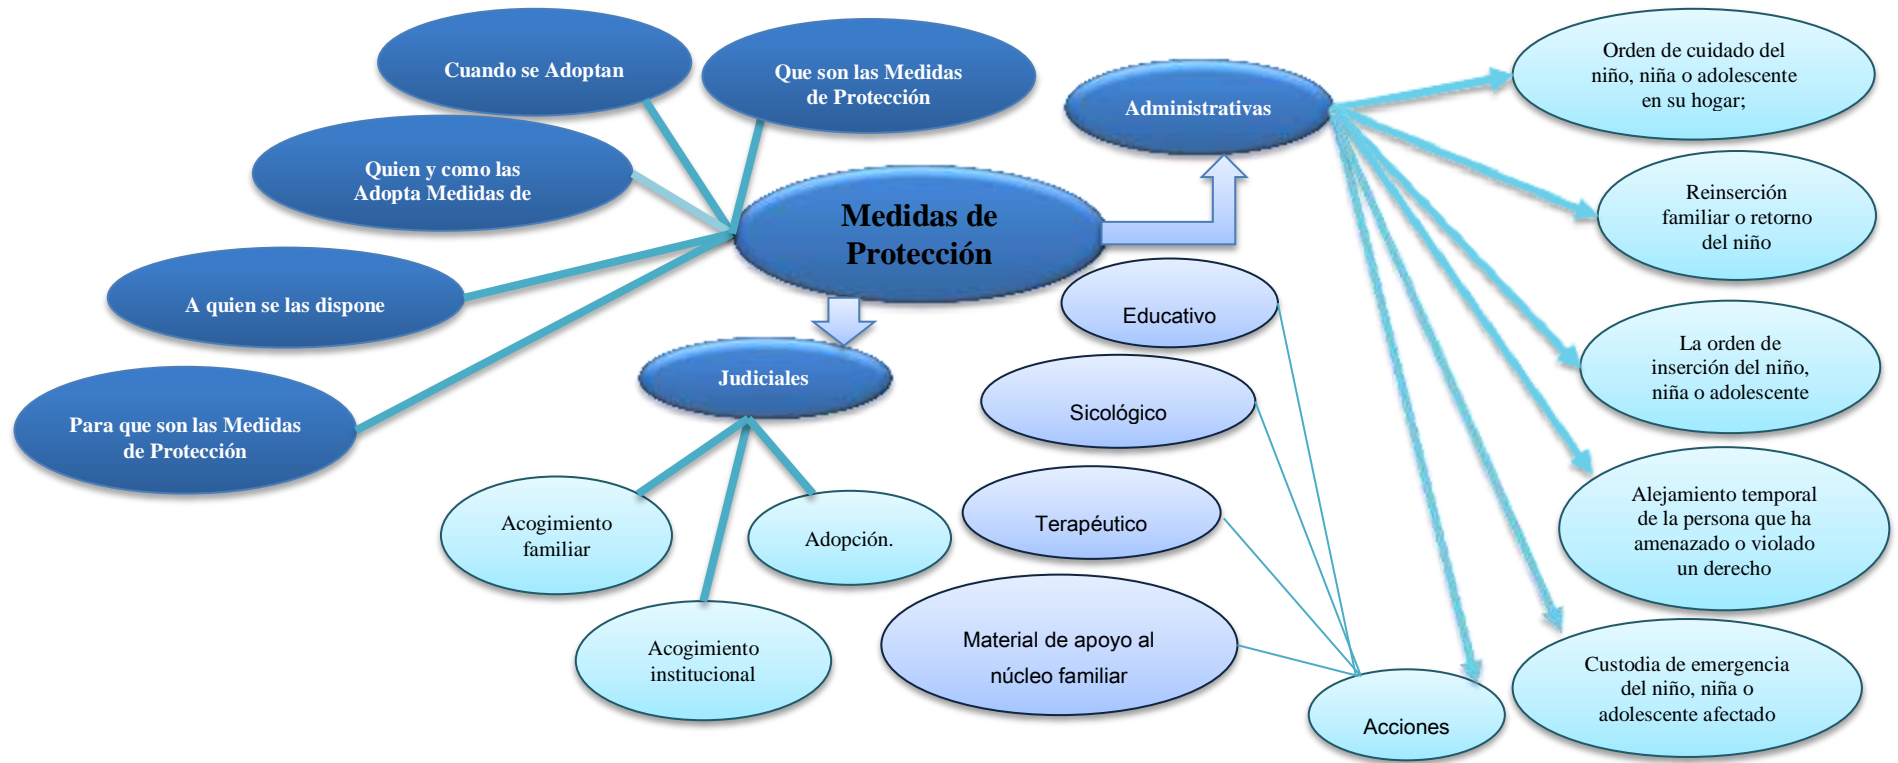 Cuando se Adoptan
Que son las Medidas
de Protección
Quien y como las
Adopta Medidas de
A quien se las dispone
Para que son las Medidas
de Protección
Medidas de
Protección
Administrativas
Orden de cuidado del
niño, niña o adolescente
en su hogar;
Reinserción
familiar o retorno
del niño
La orden de
inserción del niño,
niña o adolescente
Alejamiento temporal
de la persona que ha
amenazado o violado
un derecho
Custodia de emergencia
del niño, niña o
adolescente afectado
Acciones
Educativo
Sicológico
Terapéutico
Material de apoyo al
núcleo familiar
Judiciales
Acogimiento
familiar
Acogimiento
institucional
Adopción.